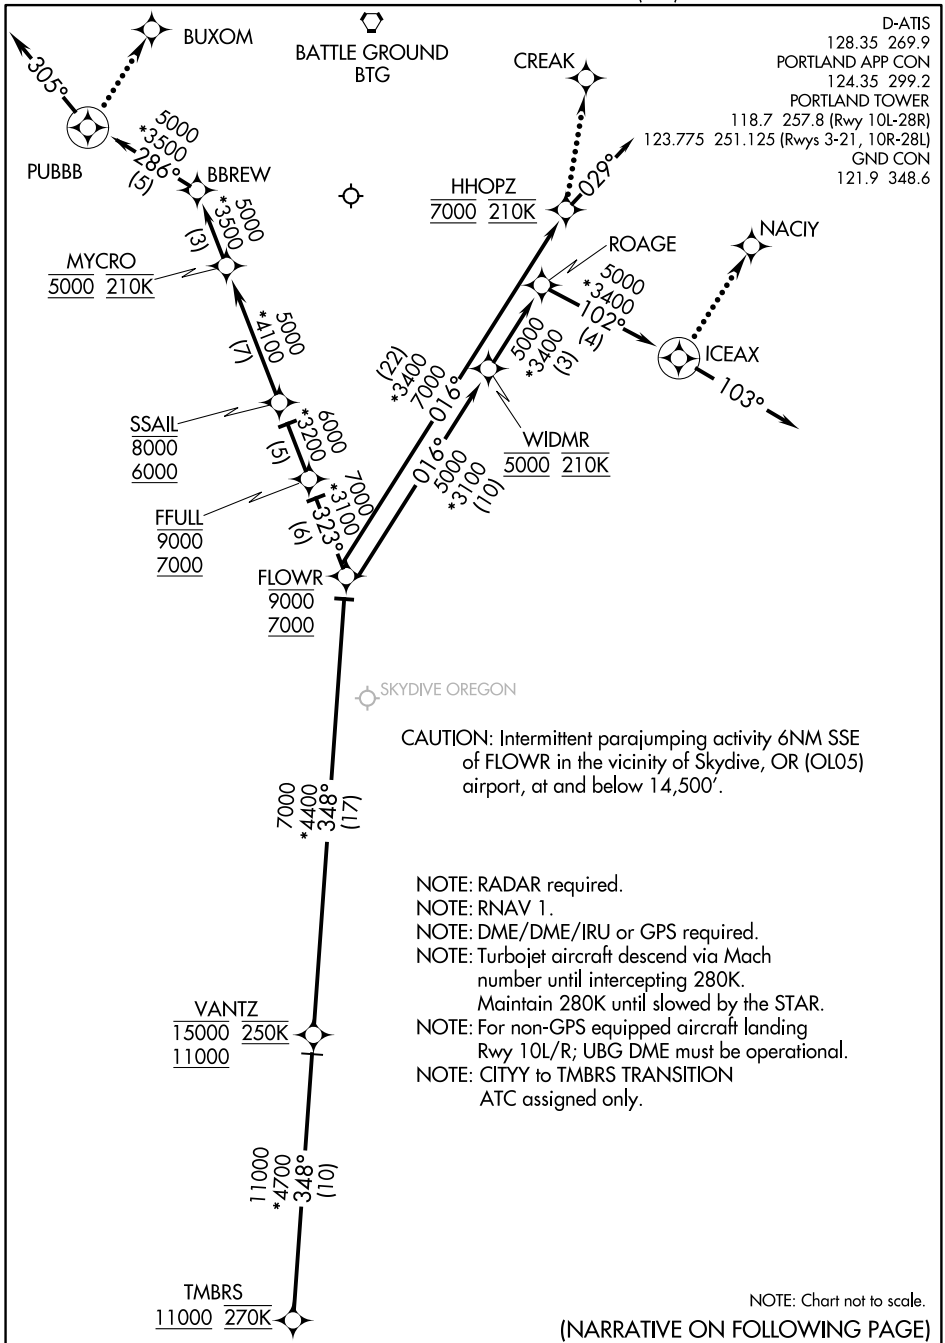 D-ATIS
128.35 269.9
PORTLAND APP CON
124.35 299.2
PORTLAND TOWER
118.7 257.8 (Rwy 10L-28R)
123.775 251.125 (Rwys 3-21, 10R-28L)
GND CON
121.9 348.6
BUXOM
BATTLE GROUND
BTG
CREAK
305°
PUBBB
5000
*3500
286°
(5)
BBREW
5000
*3500
(3)
MYCRO
5000 210K
5000
*4100
(7)
HHOPZ
7000 210K
029°
ROAGE
NACIY
5000
*3400
102°
(4)
ICEAX
103°
(22)
*3400
7000
016°
5000
*3400
(3)
WIDMR
5000 210K
016°
5000
*3100
(10)
SSAIL
8000
6000
6000
*3200
(5)
FFULL
9000
7000
7000
*3100
323°
(6)
FLOWR
9000
7000
SKYDIVE OREGON
CAUTION: Intermittent parajumping activity 6NM SSE
of FLOWR in the vicinity of Skydive, OR (OL05)
airport, at and below 14,500'.
7000
*4400
348°
(17)
NOTE: RADAR required.
NOTE: RNAV 1.
NOTE: DME/DME/IRU or GPS required.
NOTE: Turbojet aircraft descend via Mach
number until intercepting 280K.
Maintain 280K until slowed by the STAR.
NOTE: For non-GPS equipped aircraft landing
Rwy 10L/R; UBG DME must be operational.
NOTE: CITYY to TMBRS TRANSITION
ATC assigned only.
VANTZ
15000 250K
11000
11000
*4700
348°
(10)
TMBRS
11000 270K
NOTE: Chart not to scale.
(NARRATIVE ON FOLLOWING PAGE)